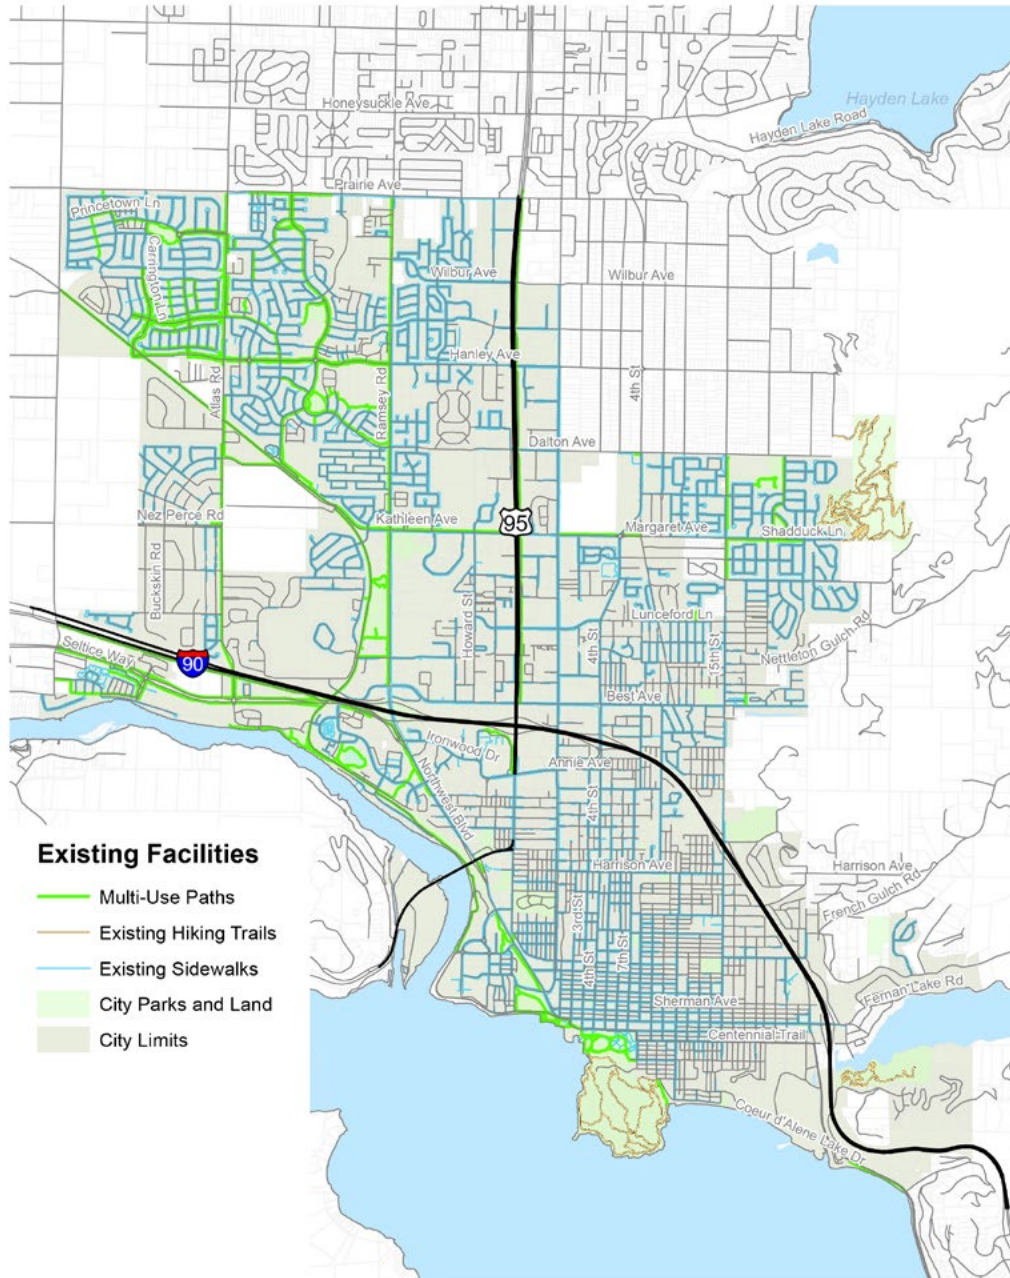 Hayden Lake
Honeysuckle Ave
Hayden Lake Road
Prairie Ave
Princetown Ln
Carrington Ln
Wilbur Ave
Wilbur Ave
Hanley Ave
Atlas Rd
Ramsey Rd
4th St
Dalton Ave
Nez Perce Rd
Kathleen Ave
95
Margaret Ave
Shadduck Ln
Buckskin Rd
Howard St
Lunceford Ln
4th St
15th St
Nettleton Gulch Rd
Seltice Way
90
Best Ave
Ironwood Dr
Annie Ave
Northwest Blvd
4th St
Existing Facilities
Harrison Ave
Harrison Ave
French Gulch Rd
Multi-Use Paths
3rd St
Existing Hiking Trails
7th St
Existing Sidewalks
4th St
Fernan Lake Rd
City Parks and Land
Sherman Ave
City Limits
Centennial Trail
Coeur d'Alene Lake Dr